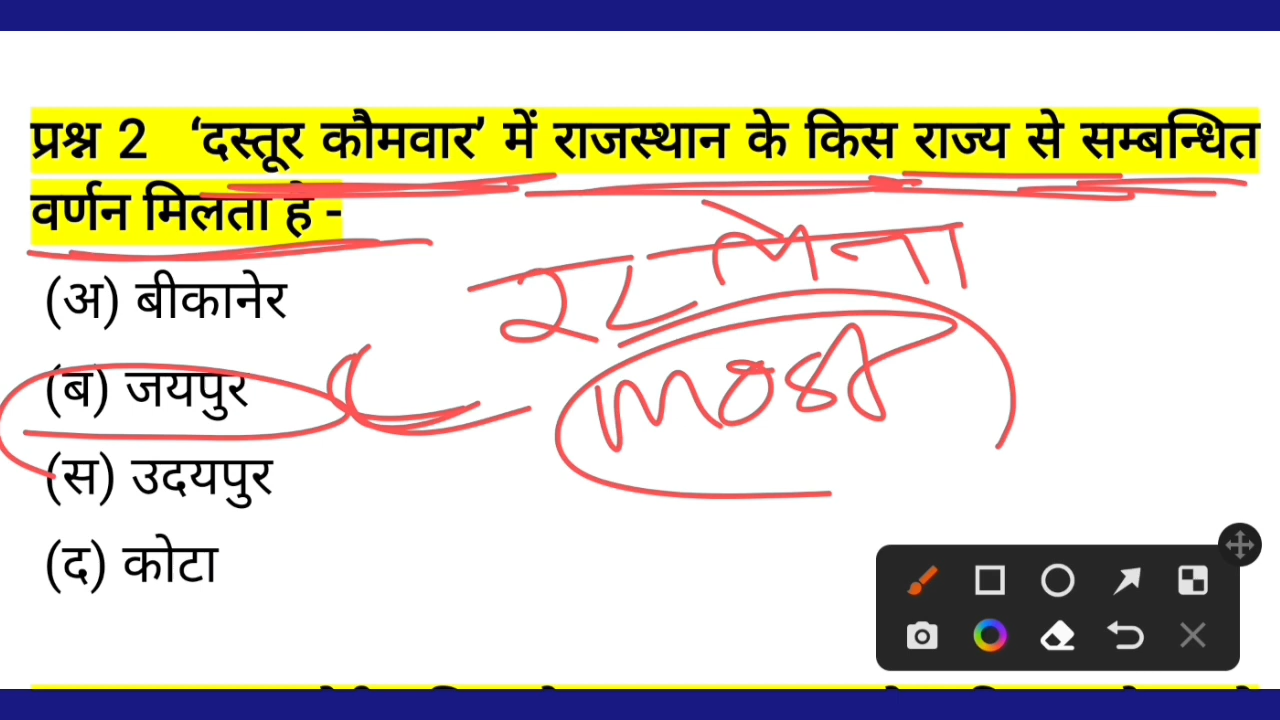 प्रश्न 2 ‘दस्तूर कौमवार’ में राजस्थान के किस राज्य से सम्बन्धित
वर्णन मिलता है -
(अ) बीकानेर
(ब) जयपुर
(स) उदयपुर
(द) कोटा
most